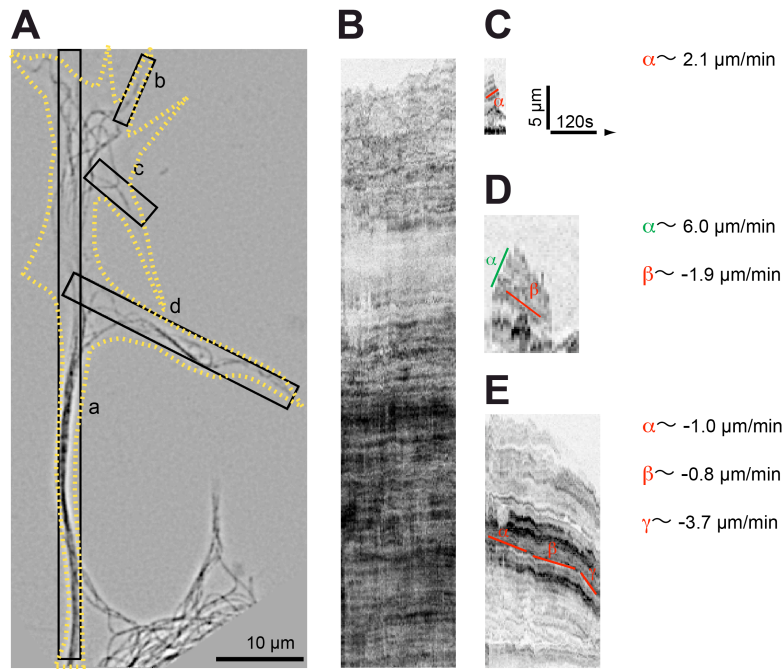 A
b
c
d
a
10 µm
B
C
α
5 µm
120s
α～ 2.1 µm/min
D
α
β
α～ 6.0 µm/min
β～ -1.9 µm/min
E
α
β
γ
α～ -1.0 µm/min
β～ -0.8 µm/min
γ～ -3.7 µm/min